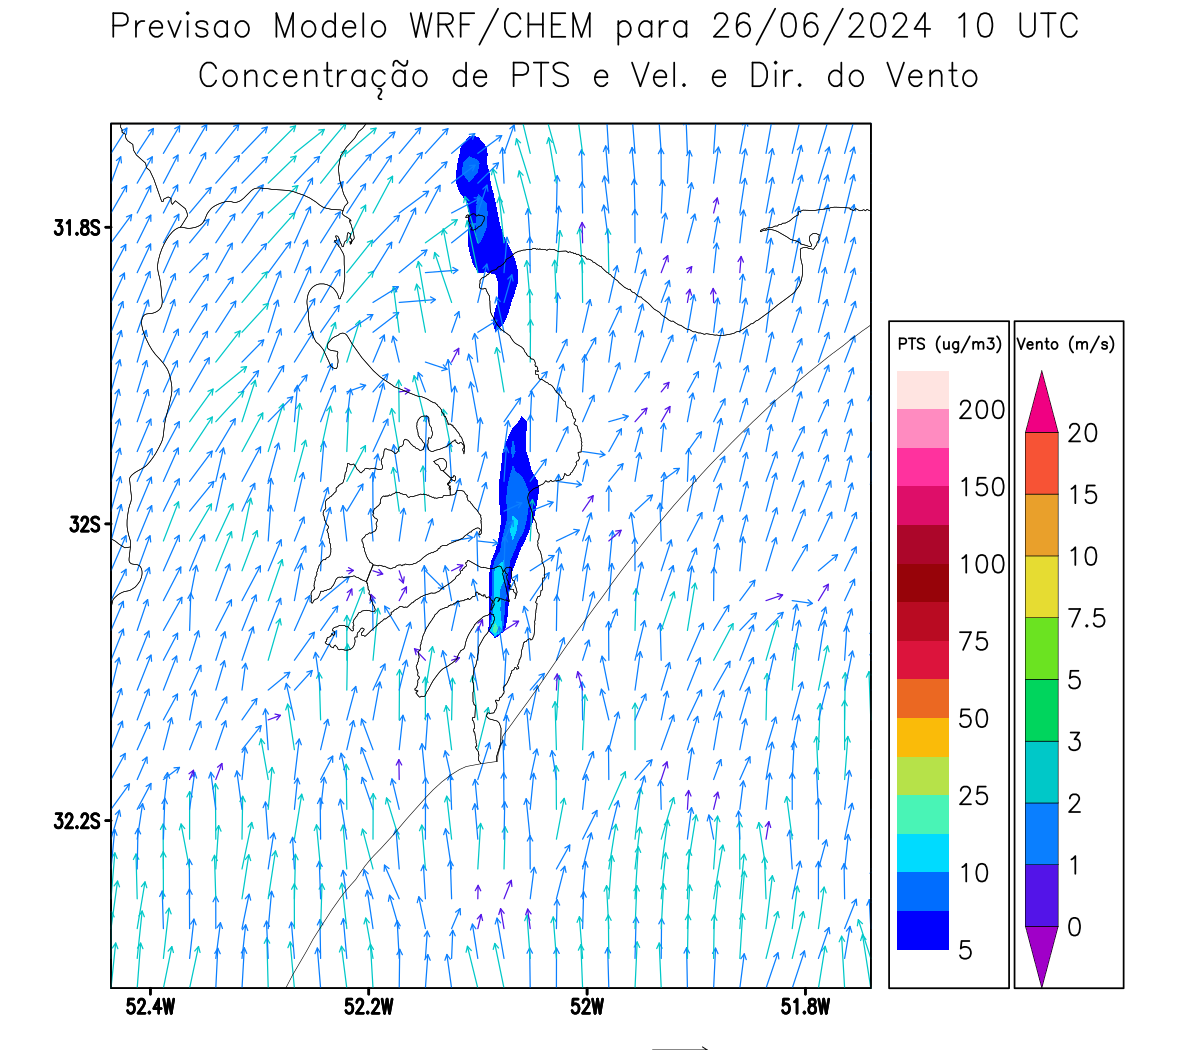 Previsao Modelo WRF/CHEM para 26/06/2024 10 UTC
Concentração de PTS e Vel. e Dir. do Vento
31.8S
32S
32.2S
52.4W 52.2W 52W 51.8W
PTS (ug/m3)
200
150
100
75
50
25
10
5
Vento (m/s)
20
15
10
7.5
5
3
2
1
0